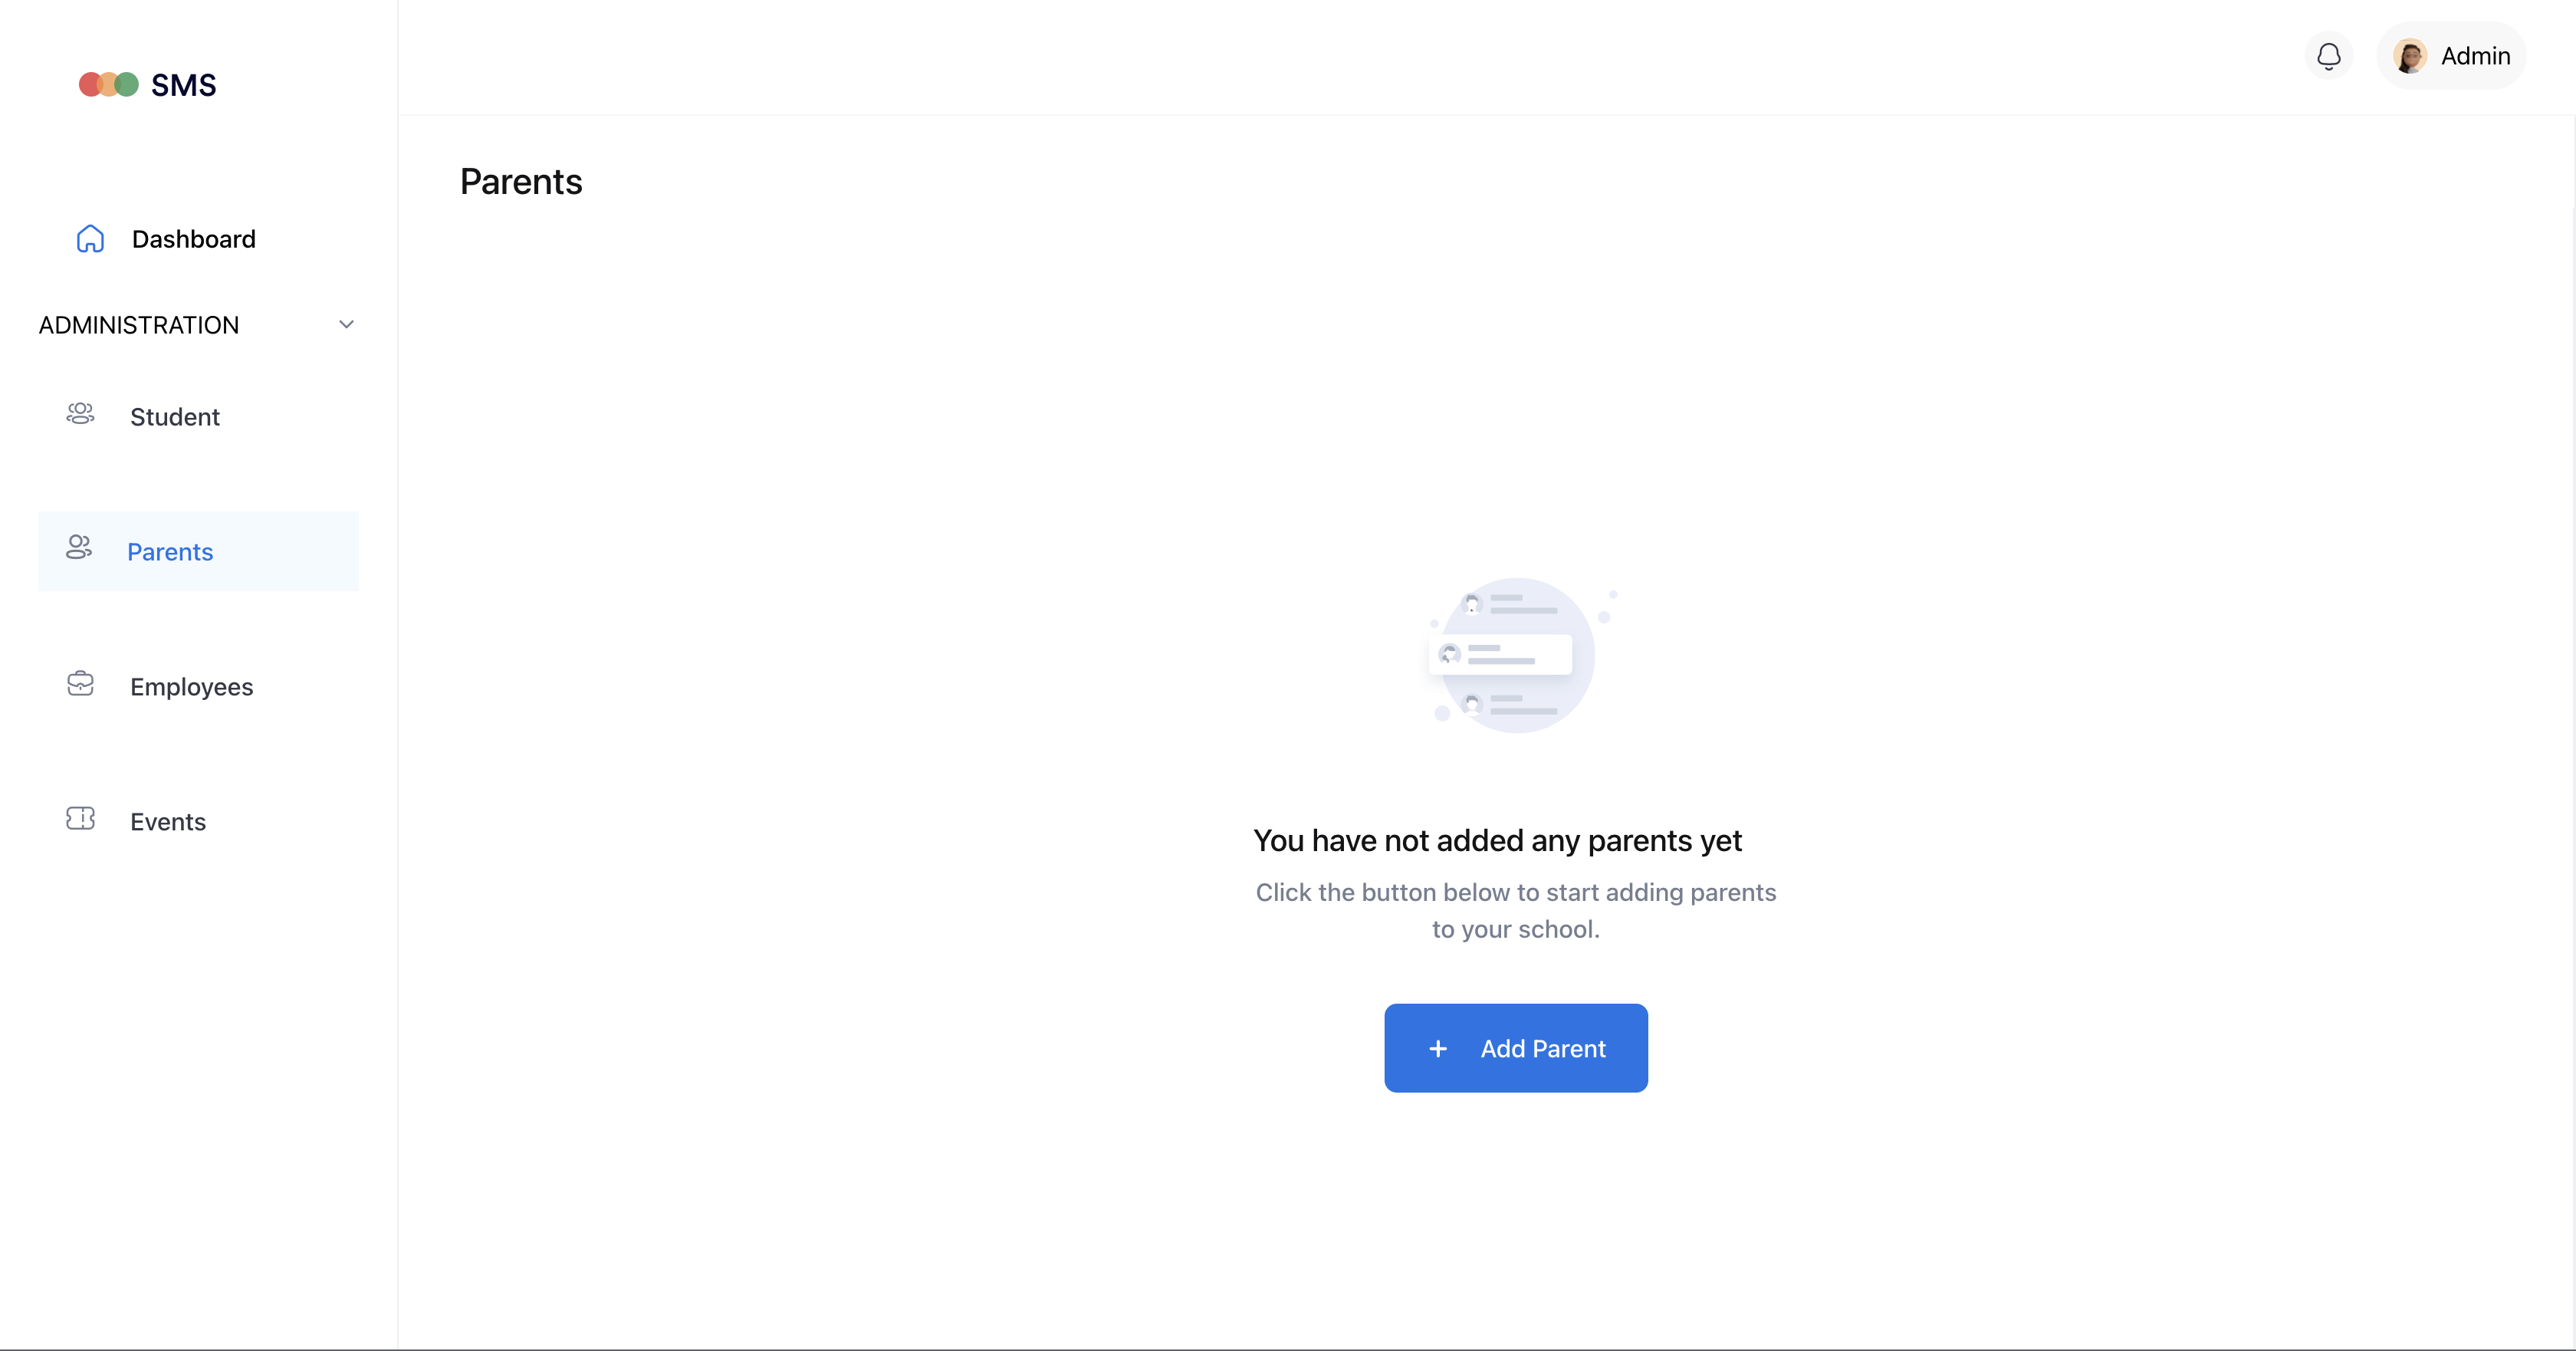 SMS
Admin
Parents
Dashboard
ADMINISTRATION
Student
Parents
Employees
Events
You have not added any parents yet
Click the button below to start adding parents
to your school.
+ Add Parent